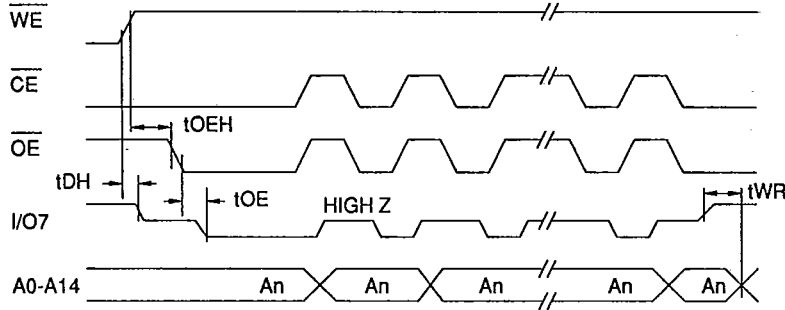 WE
CE
tOEH
OE
tDH
tOE
tWR
I/O7
HIGH Z
A0-A14
An
An
An
An
An